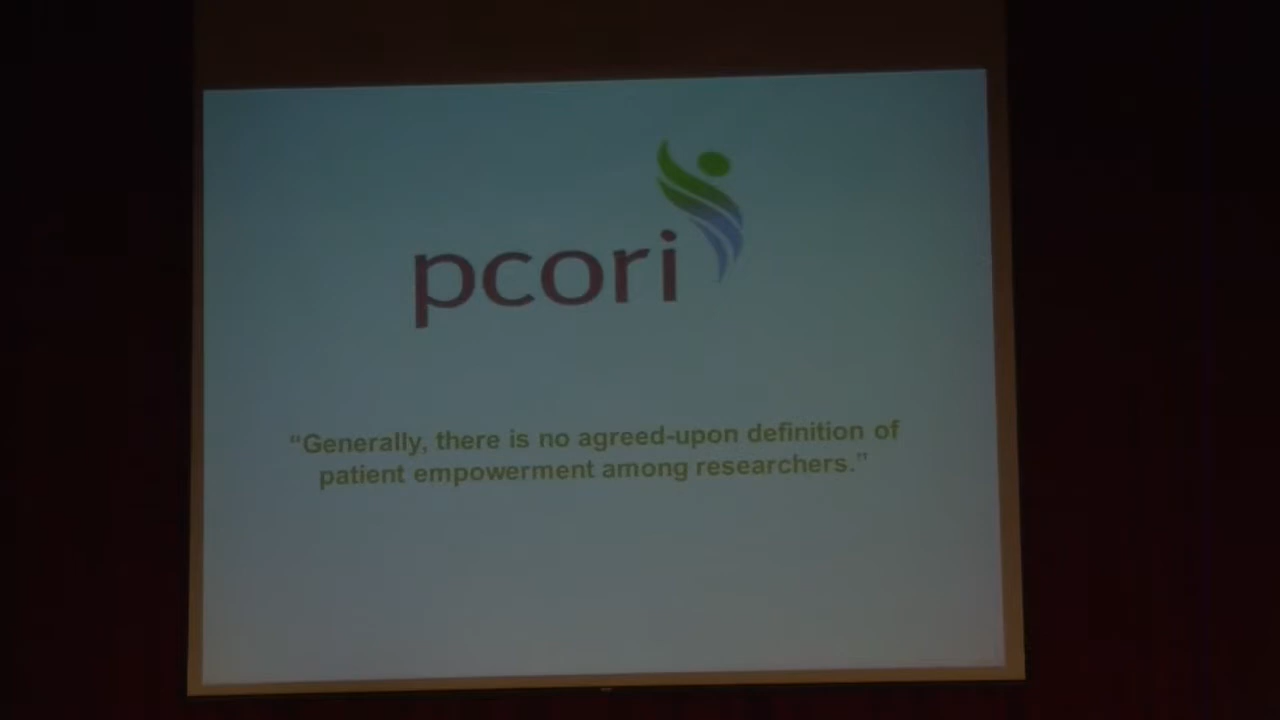 pcori
“Generally, there is no agreed-upon definition of
patient empowerment among researchers.”